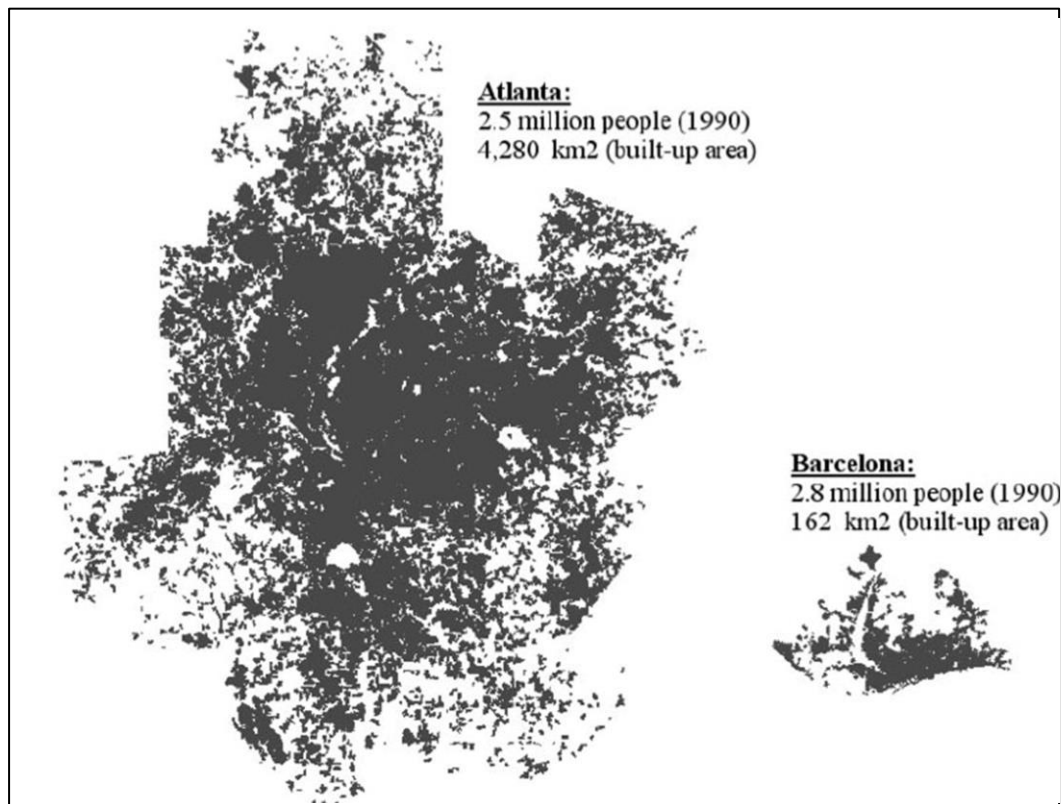 Atlanta:
2.5 million people (1990)
4,280 km2 (built-up area)
Barcelona:
2.8 million people (1990)
162 km2 (built-up area)